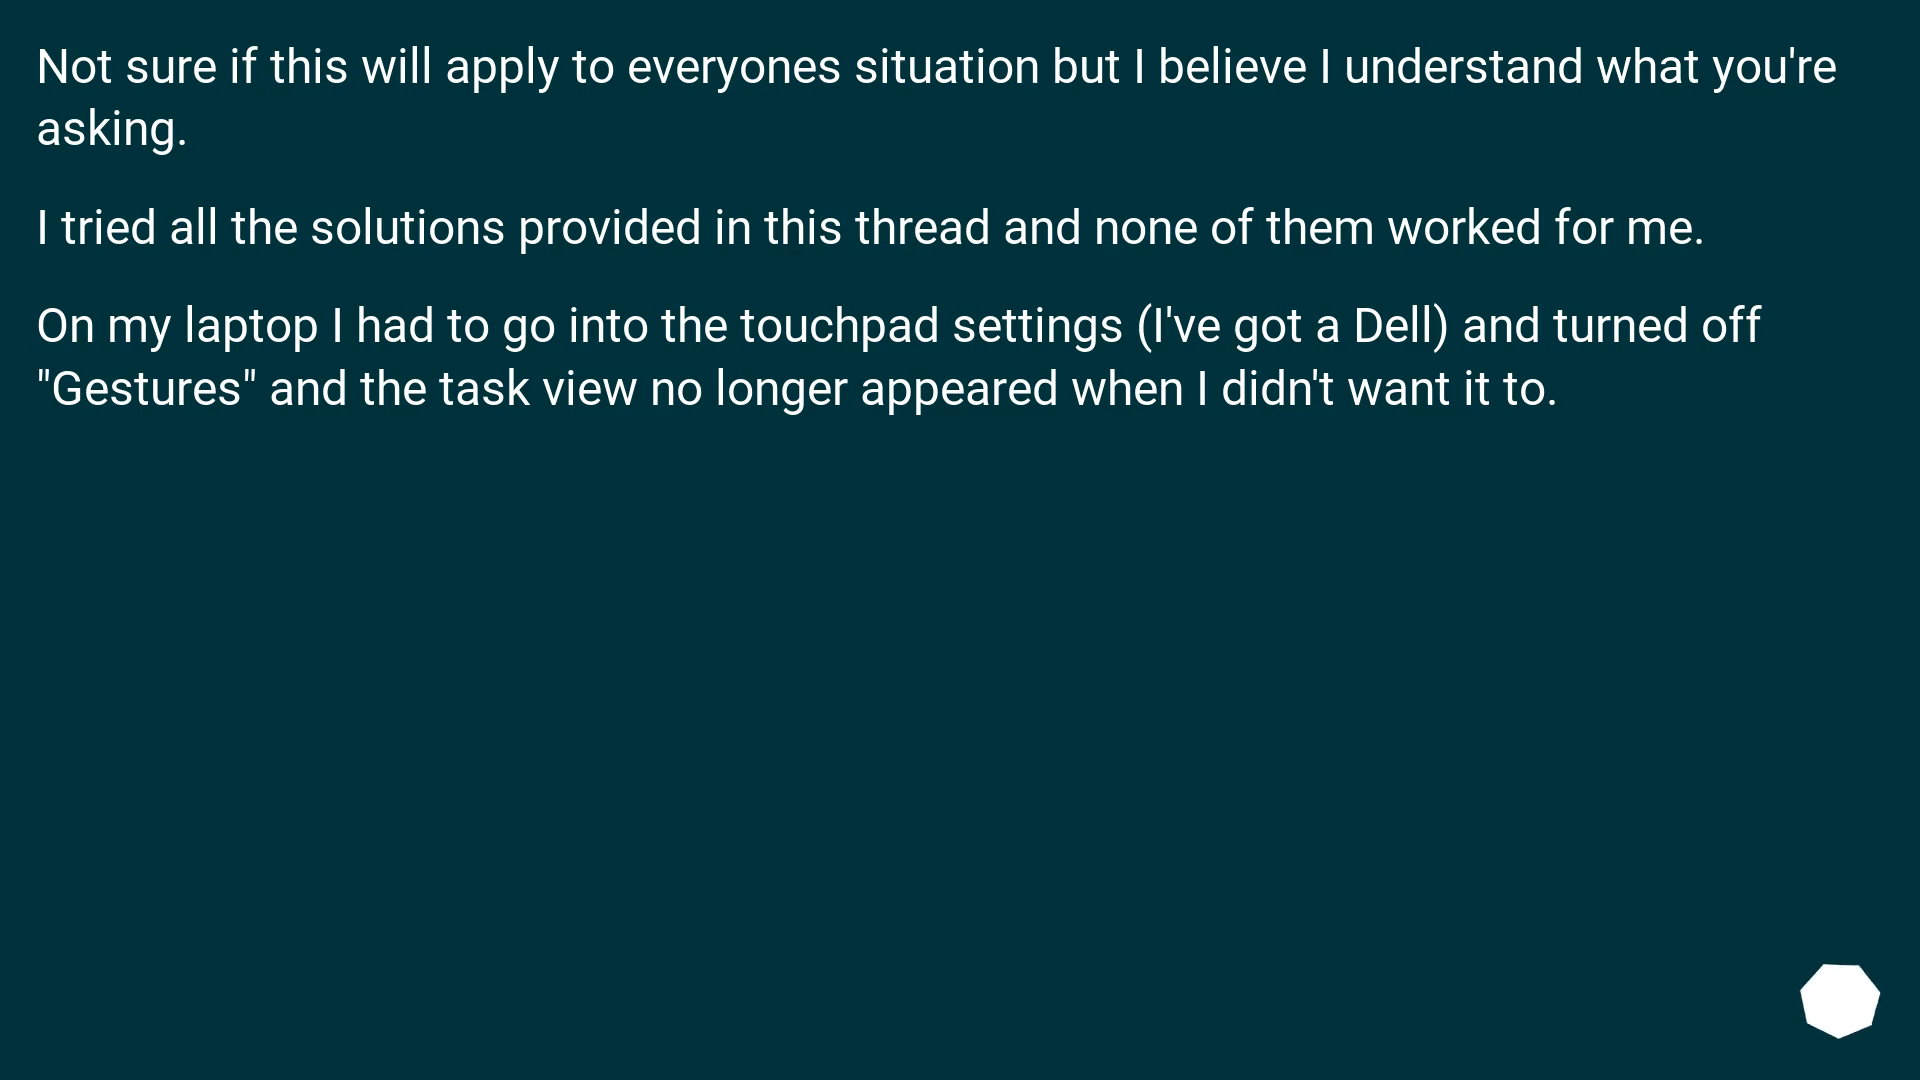 Not sure if this will apply to everyones situation but I believe I understand what you're
asking.
I tried all the solutions provided in this thread and none of them worked for me.
On my laptop I had to go into the touchpad settings (I've got a Dell) and turned off
"Gestures" and the task view no longer appeared when I didn't want it to.